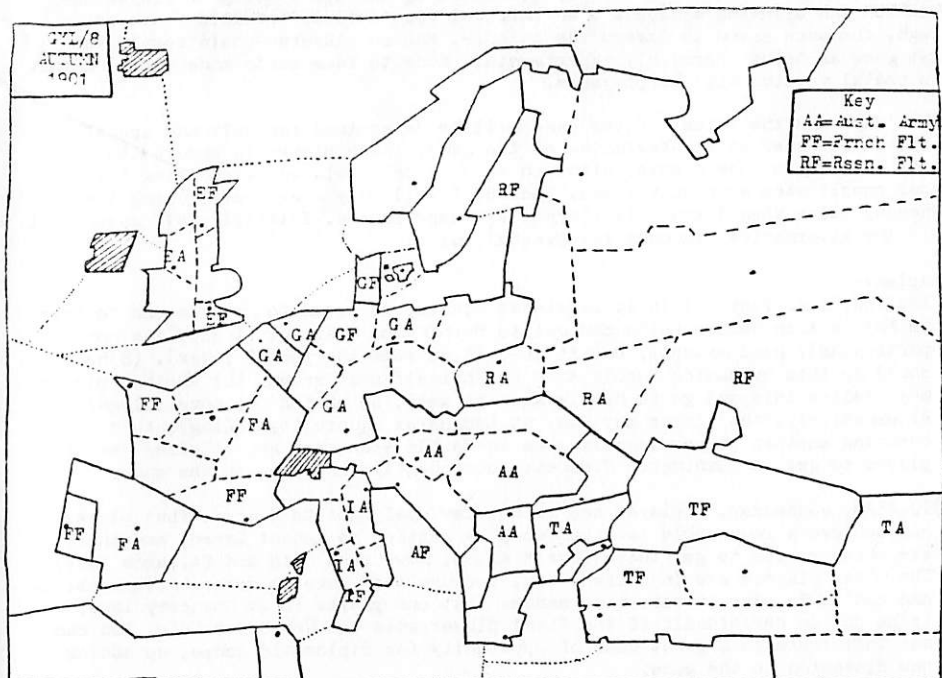 GYL/8
AUTUMN
1901
Key
AA=Aust. Army
FF=Frnch Flt.
RF=Rssn. Flt.
EF
RF
EA
GF
EF
GA
GF
GA
GA
RA
RF
FF
GA
RA
FA
AA
AA
FF
IA
TF
FF
FA
AF
AA
TA
TA
IA
TF
IF